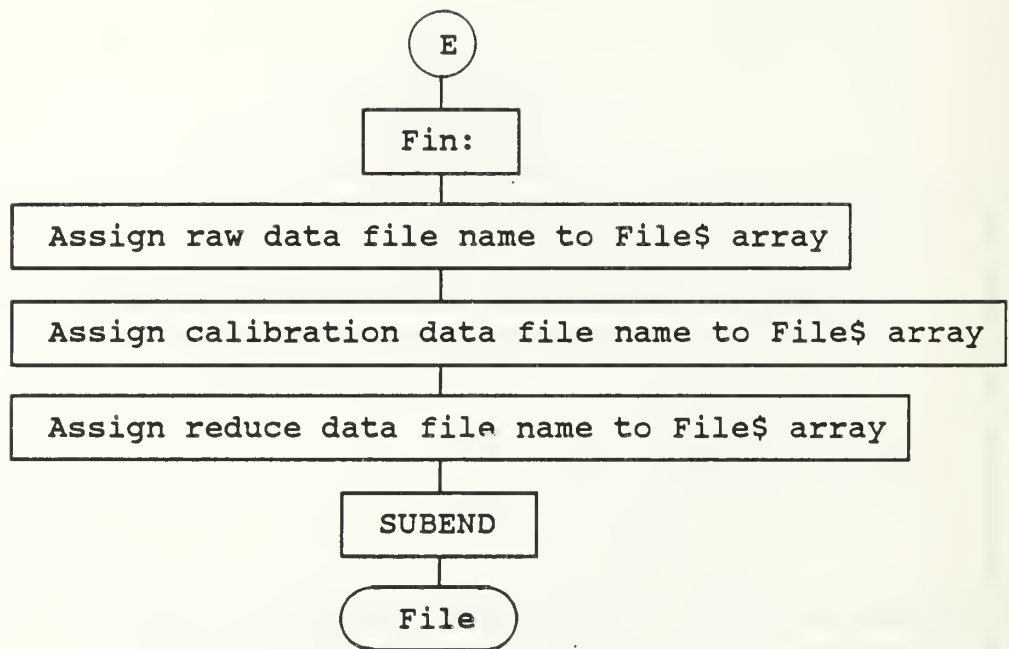 E
Fin:
Assign raw data file name to File$ array
Assign calibration data file name to File$ array
Assign reduce data file name to File$ array
SUBEND
File